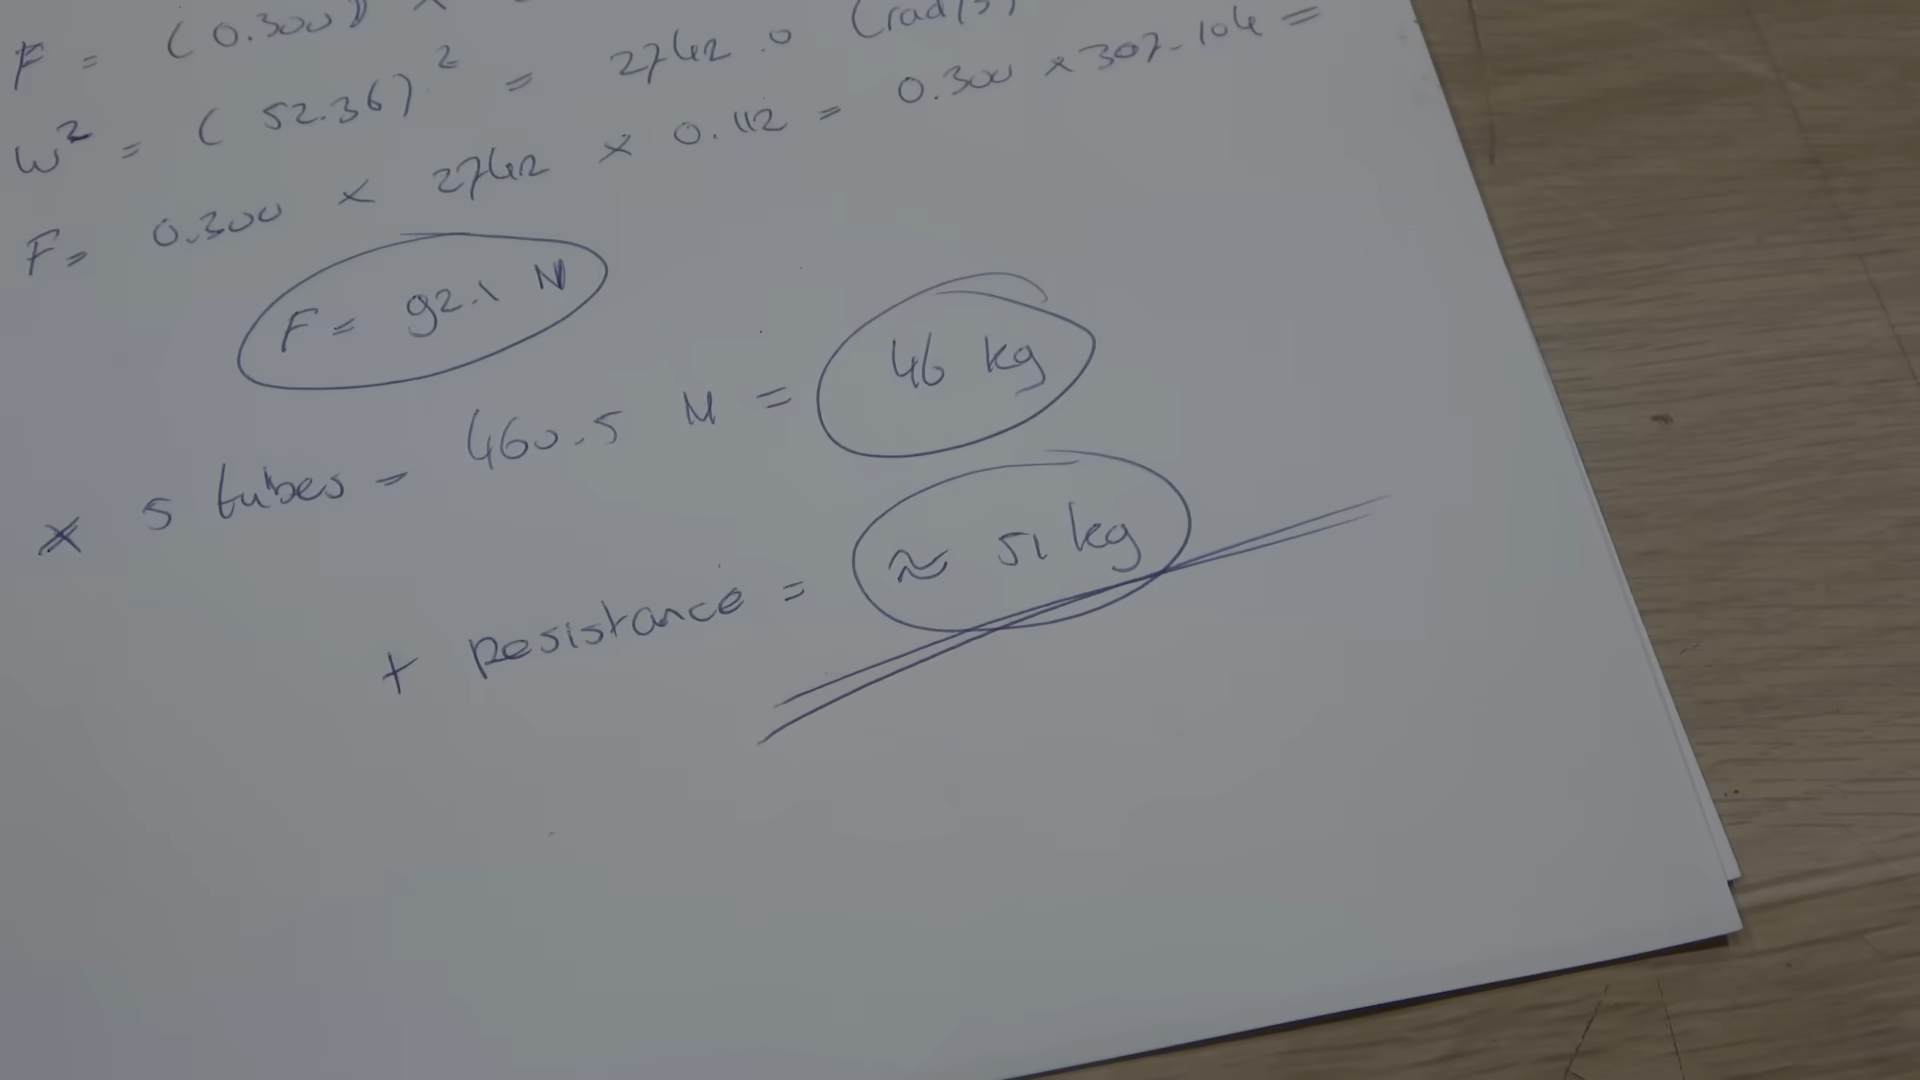 F = (0.300) ×
w² = (52.36)² = 2742.0 (rad/s)
F = 0.300 × 2742 × 0.112 = 0.300 × 307.104 =
F = 92.1 N
× 5 tubes = 460.5 N = 46 kg
+ Resistance = ≈ 51 kg